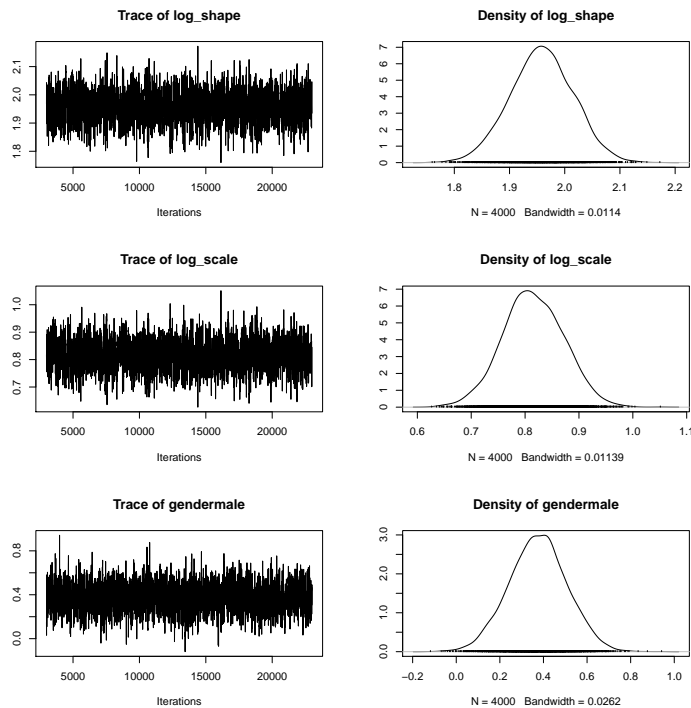 Trace of log_shape
1.8 1.9 2.0 2.1
5000 10000 15000 20000
Iterations
Density of log_shape
0 1 2 3 4 5 6 7
1.8 1.9 2.0 2.1 2.2
N = 4000 Bandwidth = 0.0114
Trace of log_scale
0.7 0.8 0.9 1.0
5000 10000 15000 20000
Iterations
Density of log_scale
0 1 2 3 4 5 6 7
0.6 0.7 0.8 0.9 1.0 1.1
N = 4000 Bandwidth = 0.01139
Trace of gendermale
0.0 0.4 0.8
5000 10000 15000 20000
Iterations
Density of gendermale
0.0 1.0 2.0 3.0
−0.2 0.0 0.2 0.4 0.6 0.8 1.0
N = 4000 Bandwidth = 0.0262